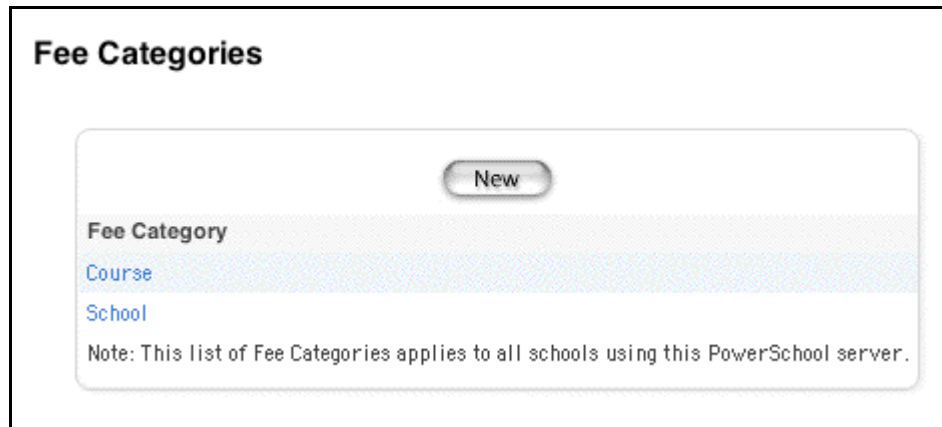 Fee Categories
New
Fee Category
Course
School
Note: This list of Fee Categories applies to all schools using this PowerSchool server.